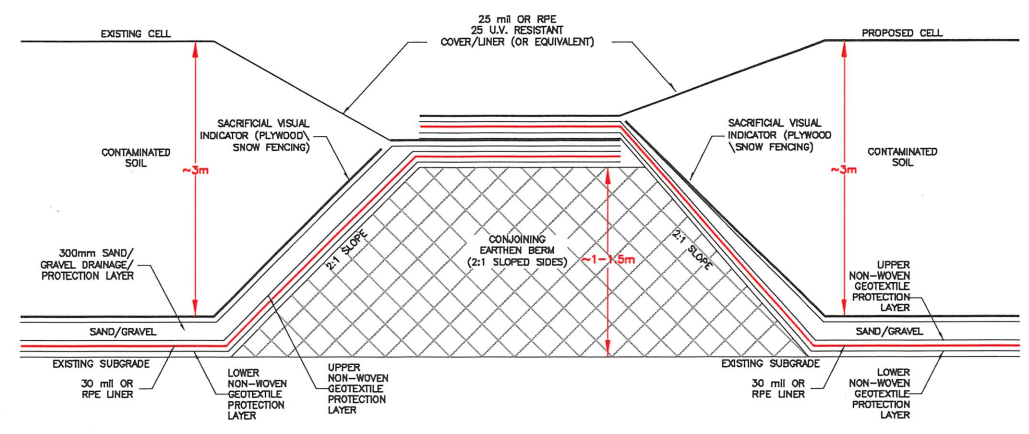 25 mil OR RPE
25 U.V. RESISTANT
COVER/LINER (OR EQUIVALENT)
EXISTING CELL
PROPOSED CELL
SACRIFICIAL VISUAL
INDICATOR (PLYWOOD\
SNOW FENCING)
SACRIFICIAL VISUAL
INDICATOR (PLYWOOD
\SNOW FENCING)
CONTAMINATED
SOIL
~3m
~3m
CONTAMINATED
SOIL
300mm SAND/
GRAVEL DRAINAGE/
PROTECTION LAYER
2:1 SLOPE
CONJOINING
EARTHEN BERM
(2:1 SLOPED SIDES)
~1-1.5m
2:1 SLOPE
UPPER
NON-WOVEN
GEOTEXTILE
PROTECTION
LAYER
SAND/GRAVEL
SAND/GRAVEL
EXISTING SUBGRADE
EXISTING SUBGRADE
30 mil OR
RPE LINER
LOWER
NON-WOVEN
GEOTEXTILE
PROTECTION
LAYER
UPPER
NON-WOVEN
GEOTEXTILE
PROTECTION
LAYER
30 mil OR
RPE LINER
LOWER
NON-WOVEN
GEOTEXTILE
PROTECTION
LAYER